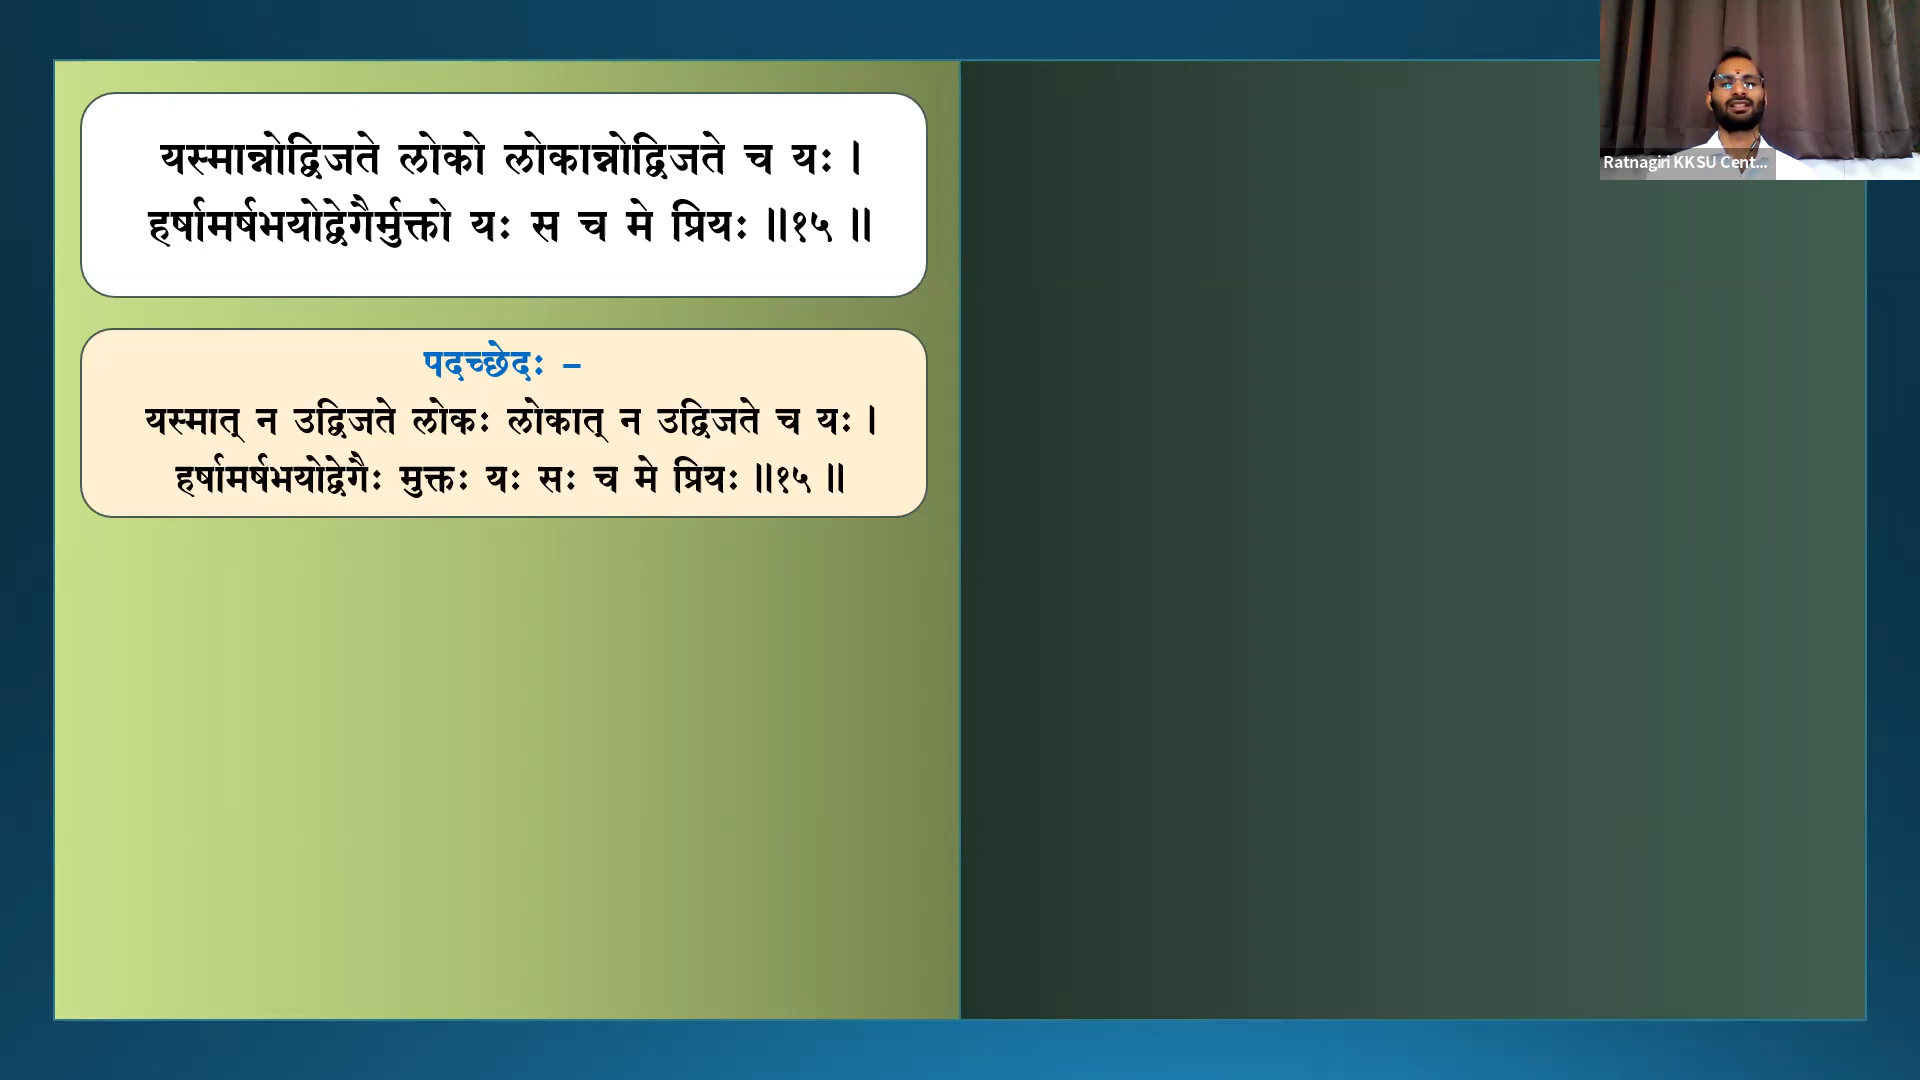 यस्मान्नोद्विजते लोको लोकान्नोद्विजते च यः ।
हर्षामर्षभयोद्वेगैर्मुक्तो यः स च मे प्रियः ॥१५ ॥
पदच्छेदः –
यस्मात् न उद्विजते लोकः लोकात् न उद्विजते च यः ।
हर्षामर्षभयोद्वेगैः मुक्तः यः सः च मे प्रियः ॥१५ ॥
Ratnagiri KKSU Cent...